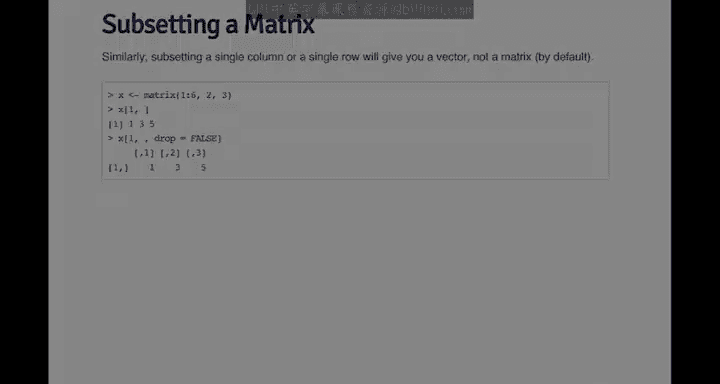 Subsetting a Matrix
Similarly, subsetting a single column or a single row will give you a vector, not a matrix (by default).
> x <- matrix(1:6, 2, 3)
> x[1, ]
[1] 1 3 5
> x[1, , drop = FALSE]
[,1] [,2] [,3]
[1,] 1 3 5